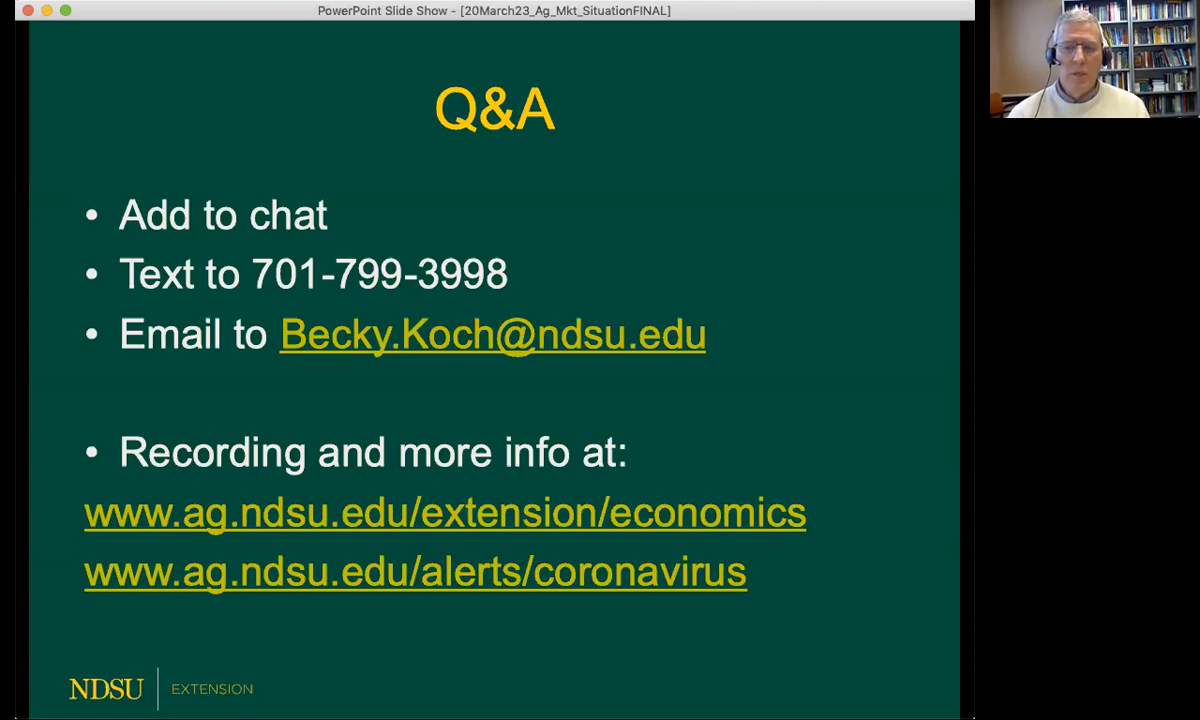 PowerPoint Slide Show - [20March23_Ag_Mkt_SituationFINAL]
Q&A
• Add to chat
• Text to 701-799-3998
• Email to Becky.Koch@ndsu.edu
• Recording and more info at:
www.ag.ndsu.edu/extension/economics
www.ag.ndsu.edu/alerts/coronavirus
NDSU EXTENSION